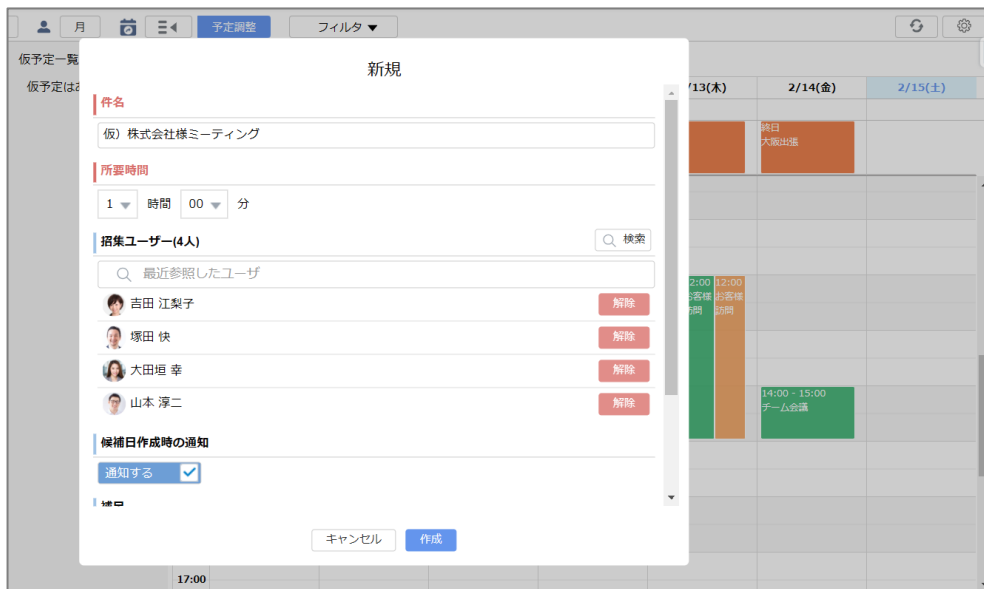 月
予定調整
フィルタ ▼
仮予定一覧
仮予定はあ
/13(木)
2/14(金)
2/15(土)
終日
大阪出張
新規
件名
仮）株式会社様ミーティング
所要時間
1 時間 00 分
招集ユーザー(4人)
検索
最近参照したユーザ
吉田 江梨子 解除
塚田 快 解除
大田垣 幸 解除
山本 淳二 解除
候補日作成時の通知
通知する
補足
キャンセル 作成
2:00 12:00
お客様 お客様
訪問 訪問
14:00 - 15:00
チーム会議
17:00